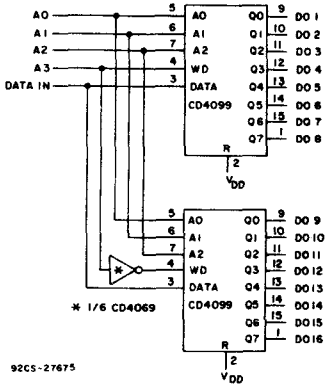 A0 5 A0 Q0 9 DO 1
A1 6 A1 Q1 10 DO 2
A2 7 A2 Q2 11 DO 3
A3 4 WD Q3 12 DO 4
DATA IN 3 DATA Q4 13 DO 5
CD4099 Q5 14 DO 6
Q6 15 DO 7
Q7 1 DO 8
R
2
VDD
5 A0 Q0 9 DO 9
6 A1 Q1 10 DO 10
7 A2 Q2 11 DO 11
* 4 WD Q3 12 DO 12
3 DATA Q4 13 DO 13
* 1/6 CD4069 CD4099 Q5 14 DO 14
Q6 15 DO 15
Q7 1 DO 16
R
2
VDD
92CS-27675